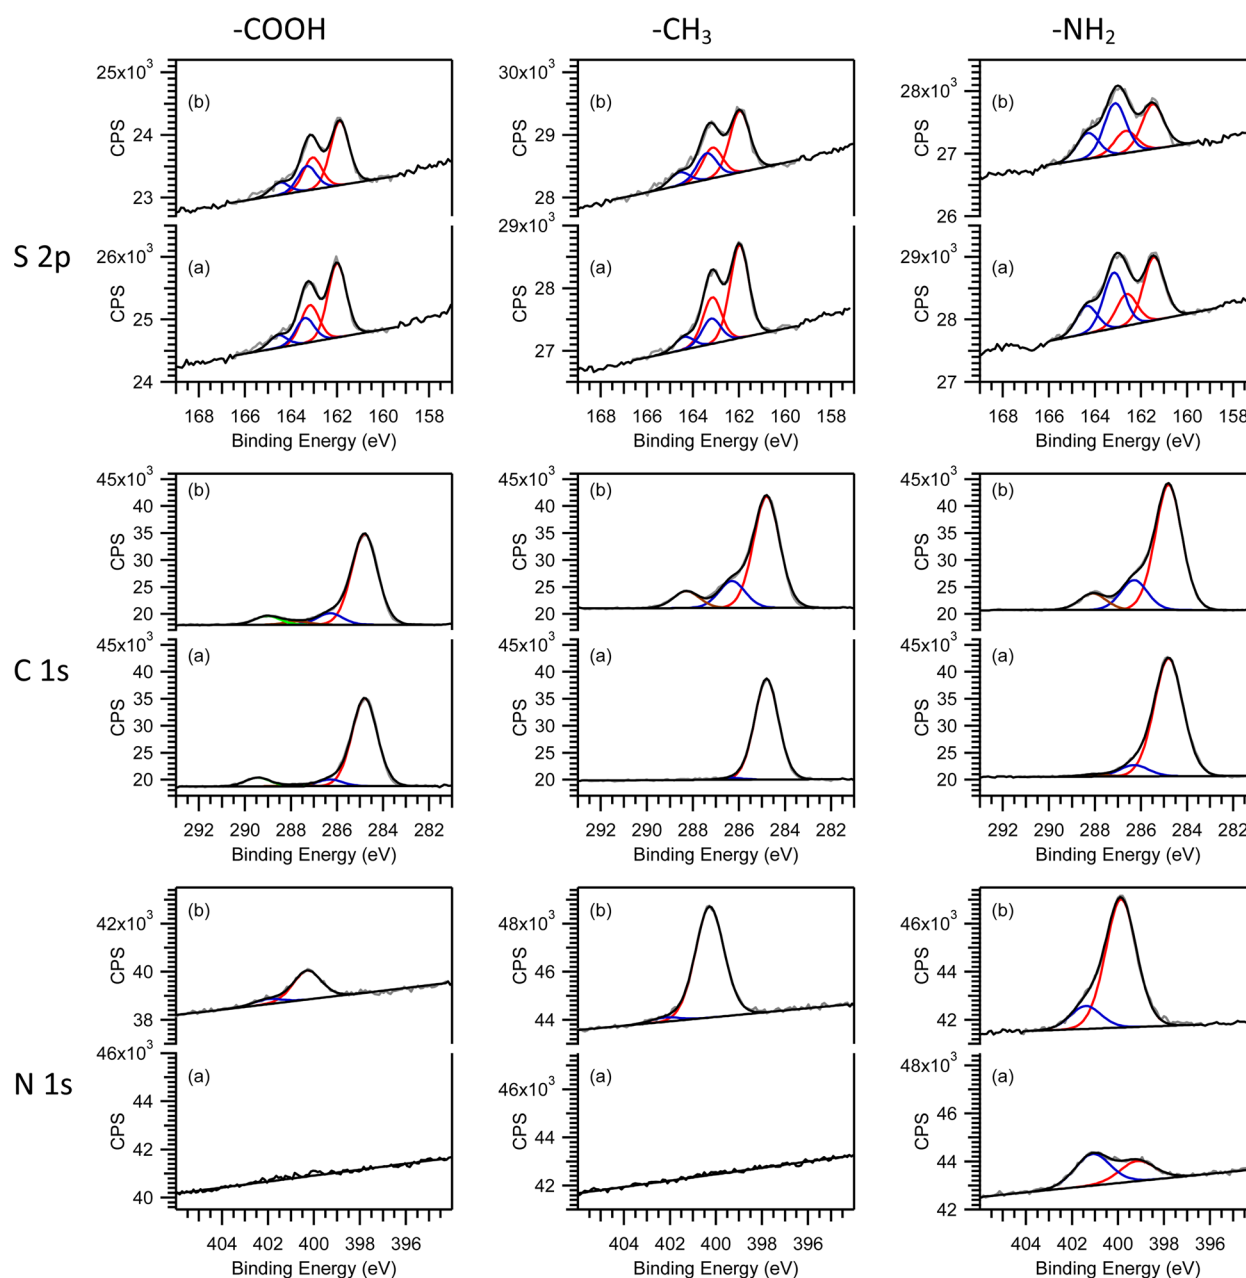 -COOH -CH₃ -NH₂
S 2p
CPS
25x10³
24
23
(b)
CPS
26x10³
25
24
(a)
168 166 164 162 160 158
Binding Energy (eV)
CPS
30x10³
29
28
(b)
CPS
29x10³
28
27
(a)
168 166 164 162 160 158
Binding Energy (eV)
CPS
28x10³
27
26
(b)
CPS
29x10³
28
27
(a)
168 166 164 162 160 158
Binding Energy (eV)
C 1s
CPS
45x10³
40
35
30
25
20
(b)
CPS
45x10³
40
35
30
25
20
(a)
292 290 288 286 284 282
Binding Energy (eV)
CPS
45x10³
40
35
30
25
20
(b)
CPS
45x10³
40
35
30
25
20
(a)
292 290 288 286 284 282
Binding Energy (eV)
CPS
45x10³
40
35
30
25
20
(b)
CPS
45x10³
40
35
30
25
20
(a)
292 290 288 286 284 282
Binding Energy (eV)
N 1s
CPS
42x10³
40
38
(b)
CPS
46x10³
44
42
40
(a)
404 402 400 398 396
Binding Energy (eV)
CPS
48x10³
46
44
(b)
CPS
46x10³
44
42
(a)
404 402 400 398 396
Binding Energy (eV)
CPS
46x10³
44
42
(b)
CPS
48x10³
46
44
42
(a)
404 402 400 398 396
Binding Energy (eV)